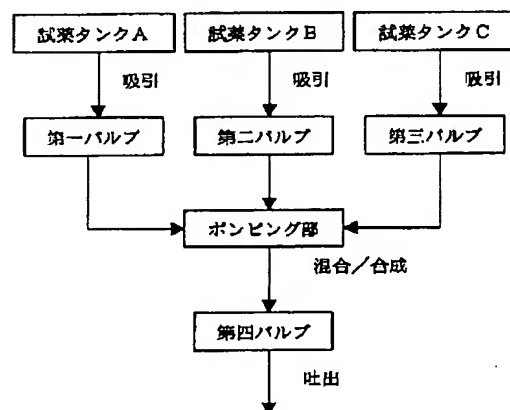 試薬タンクA 試薬タンクB 試薬タンクC
吸引 吸引 吸引
第一バルブ 第二バルブ 第三バルブ
ポンピング部
混合/合成
第四バルブ
吐出